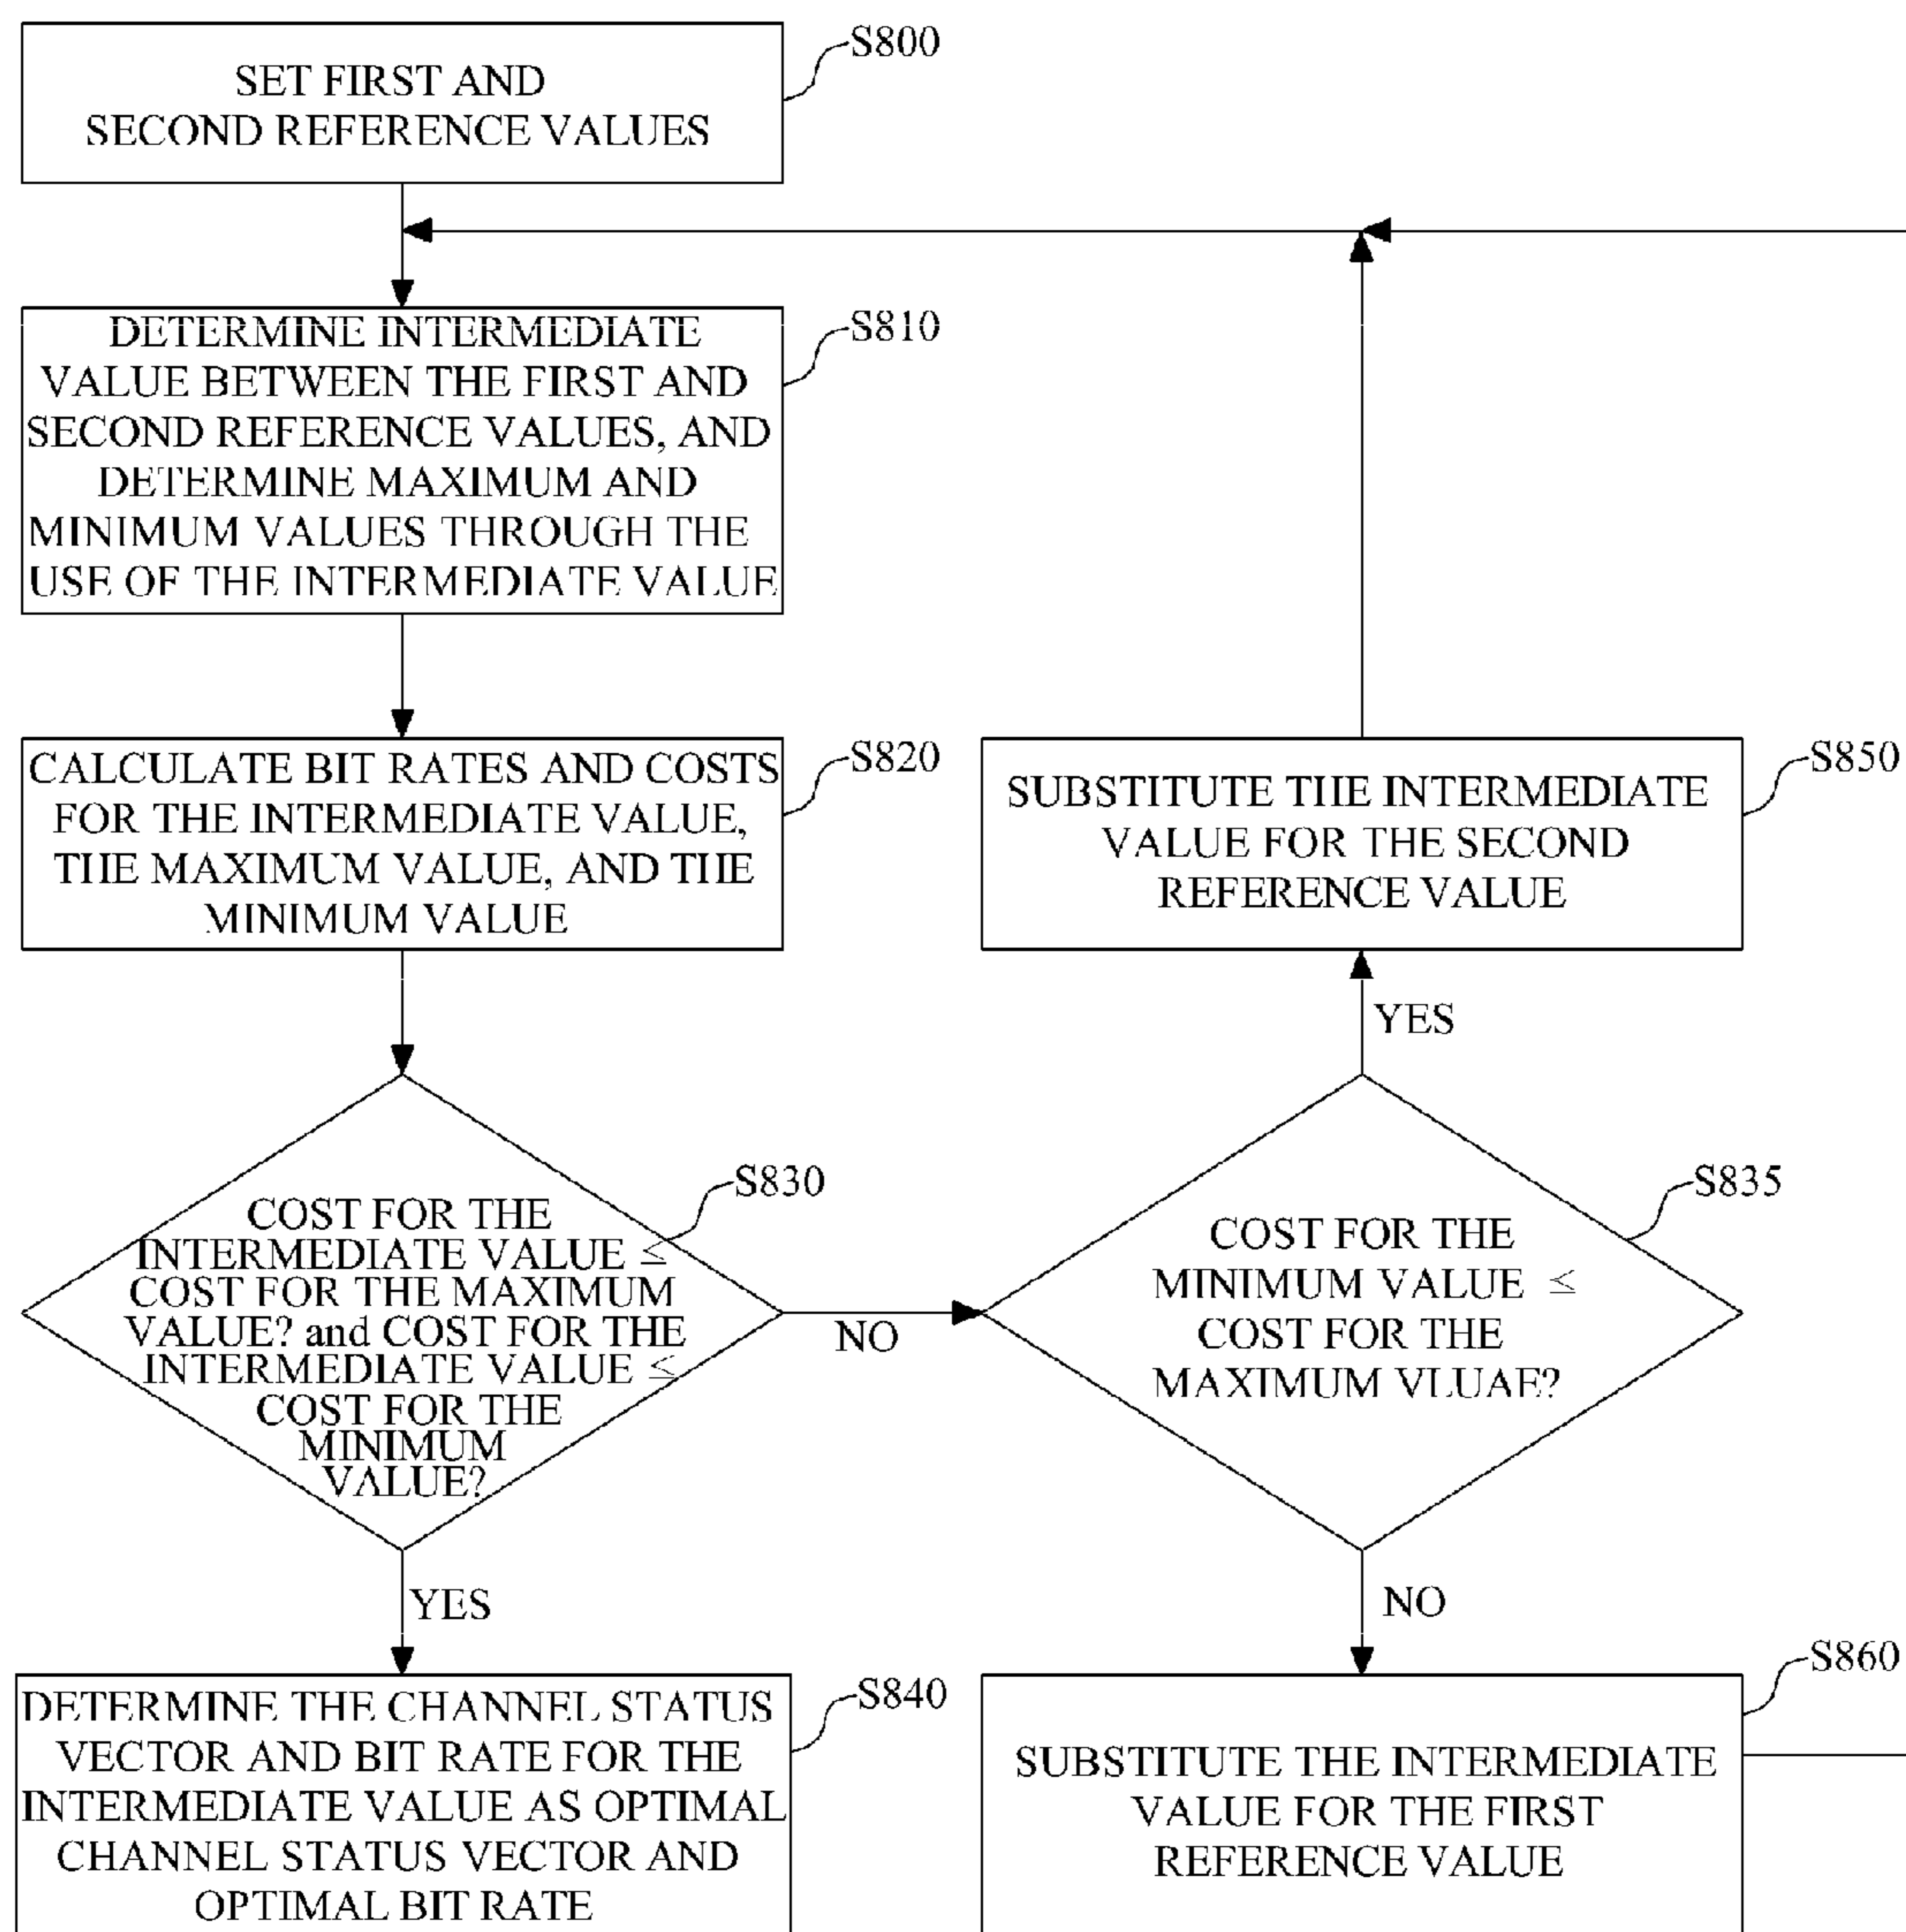 SET FIRST AND
SECOND REFERENCE VALUES
S800
DETERMINE INTERMEDIATE
VALUE BETWEEN THE FIRST AND
SECOND REFERENCE VALUES, AND
DETERMINE MAXIMUM AND
MINIMUM VALUES THROUGH THE
USE OF THE INTERMEDIATE VALUE
S810
CALCULATE BIT RATES AND COSTS
FOR THE INTERMEDIATE VALUE,
THE MAXIMUM VALUE, AND THE
MINIMUM VALUE
S820
SUBSTITUTE THE INTERMEDIATE
VALUE FOR THE SECOND
REFERENCE VALUE
S850
YES
COST FOR THE
INTERMEDIATE VALUE ≤
COST FOR THE MAXIMUM
VALUE? and COST FOR THE
INTERMEDIATE VALUE ≤
COST FOR THE
MINIMUM
VALUE?
S830
NO
COST FOR THE
MINIMUM VALUE ≤
COST FOR THE
MAXIMUM VLUAE?
S835
YES
NO
DETERMINE THE CHANNEL STATUS
VECTOR AND BIT RATE FOR THE
INTERMEDIATE VALUE AS OPTIMAL
CHANNEL STATUS VECTOR AND
OPTIMAL BIT RATE
S840
SUBSTITUTE THE INTERMEDIATE
VALUE FOR THE FIRST
REFERENCE VALUE
S860